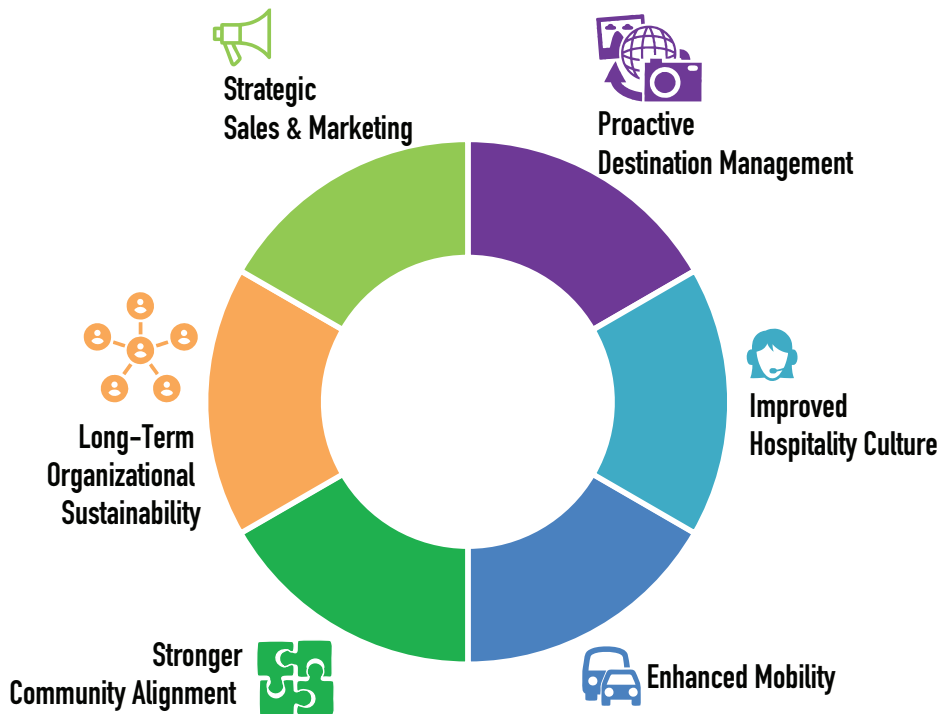 Strategic
Sales & Marketing
Proactive
Destination Management
Improved
Hospitality Culture
Enhanced Mobility
Stronger
Community Alignment
Long-Term
Organizational
Sustainability